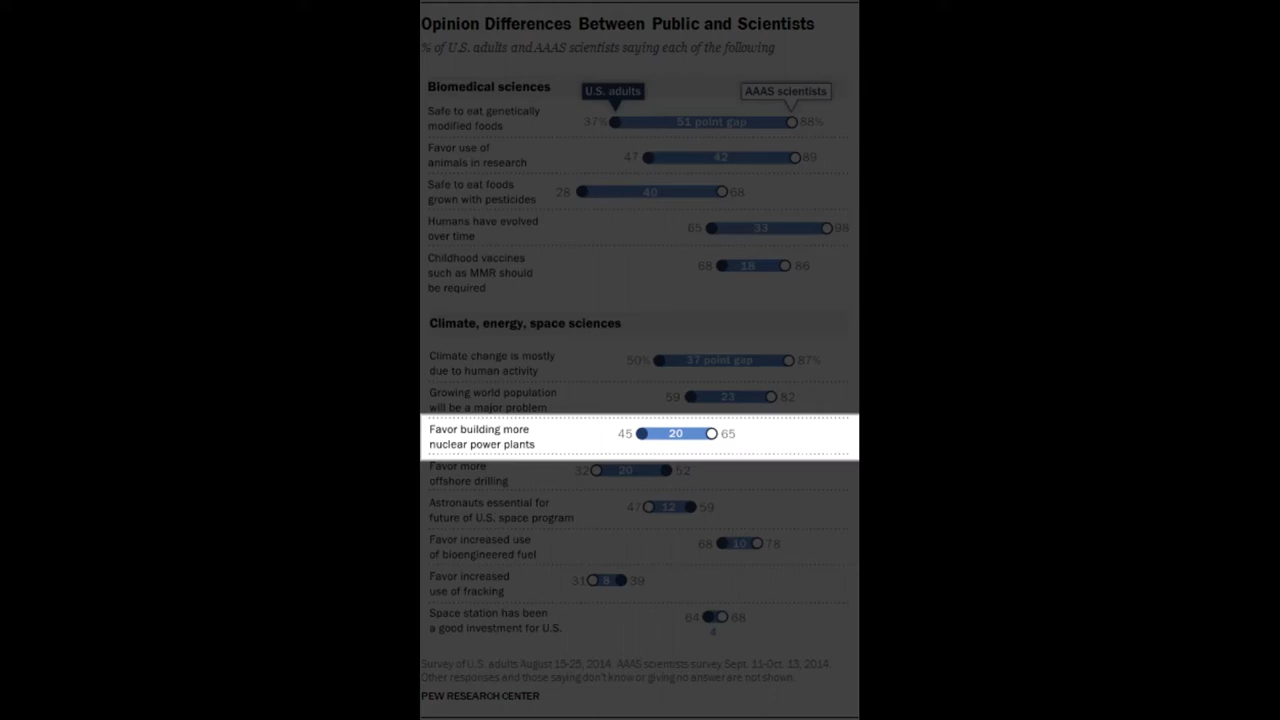 Opinion Differences Between Public and Scientists
% of U.S. adults and AAAS scientists saying each of the following
Biomedical sciences
U.S. adults
AAAS scientists
Safe to eat genetically
modified foods
37%
51 point gap
88%
Favor use of
animals in research
47
42
89
Safe to eat foods
grown with pesticides
28
40
68
Humans have evolved
over time
65
33
98
Childhood vaccines
such as MMR should
be required
68
18
86
Climate, energy, space sciences
Climate change is mostly
due to human activity
50%
37 point gap
87%
Growing world population
will be a major problem
59
23
82
Favor building more
nuclear power plants
45
20
65
Favor more
offshore drilling
32
20
52
Astronauts essential for
future of U.S. space program
47
12
59
Favor increased use
of bioengineered fuel
68
10
78
Favor increased
use of fracking
31
8
39
Space station has been
a good investment for U.S.
64
68
4
Survey of U.S. adults August 15-25, 2014. AAAS scientists survey Sept. 11-Oct. 13, 2014.
Other responses and those saying don't know or giving no answer are not shown.
PEW RESEARCH CENTER